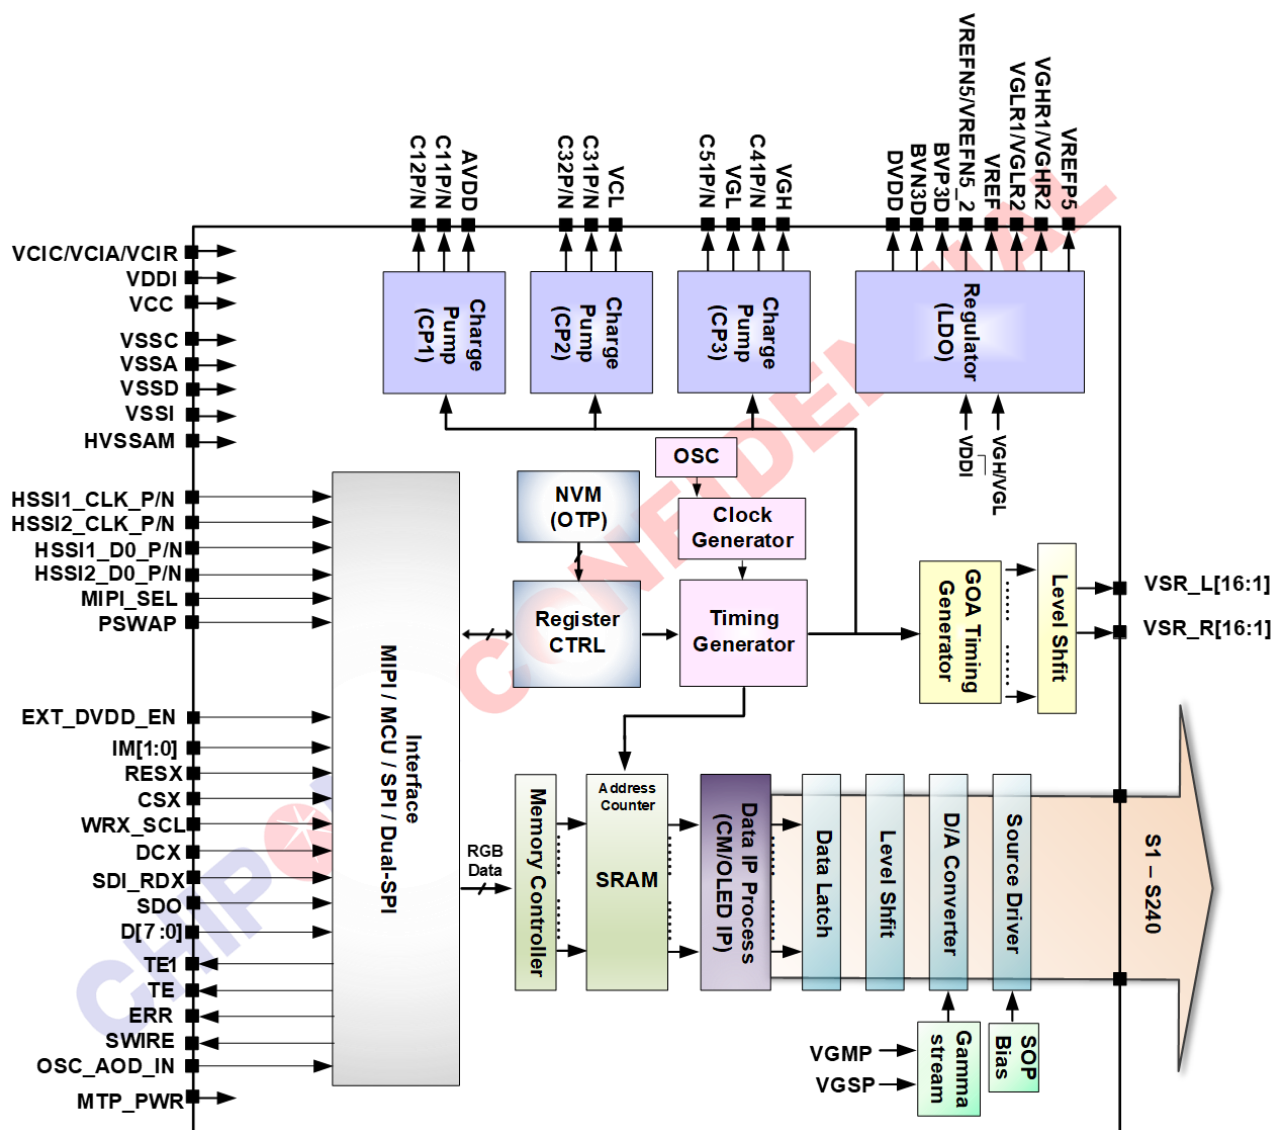 C12P/N
C11P/N
AVDD
C32P/N
C31P/N
VCL
C51P/N
VGL
C41P/N
VGH
DVDD
BVN3D
BVP3D
VREFN5/VREFN5_2
VREF
VGLR1/VGLR2
VGHR1/VGHR2
VREFP5
VCIC/VCIA/VCIR
VDDI
VCC
VSSC
VSSA
VSSD
VSSI
HVSSAM
Charge
Pump
(CP1)
Charge
Pump
(CP2)
Charge
Pump
(CP3)
Regulator
(LDO)
VDDI
VGH/VGL
HSSI1_CLK_P/N
HSSI2_CLK_P/N
HSSI1_D0_P/N
HSSI2_D0_P/N
MIPI_SEL
PSWAP
EXT_DVDD_EN
IM[1:0]
RESX
CSX
WRX_SCL
DCX
SDI_RDX
SDO
D[7:0]
TE1
TE
ERR
SWIRE
OSC_AOD_IN
MTP_PWR
Interface
MIPI / MCU / SPI / Dual-SPI
NVM
(OTP)
OSC
Clock
Generator
Register
CTRL
Timing
Generator
GOA Timing
Generator
Level Shfit
VSR_L[16:1]
VSR_R[16:1]
RGB
Data
Memory Controller
Address
Counter
SRAM
Data IP Process
(CM/OLED IP)
Data Latch
Level Shfit
D/A Converter
Source Driver
S1 – S240
VGMP
VGSP
Gamma
stream
SOP
Bias